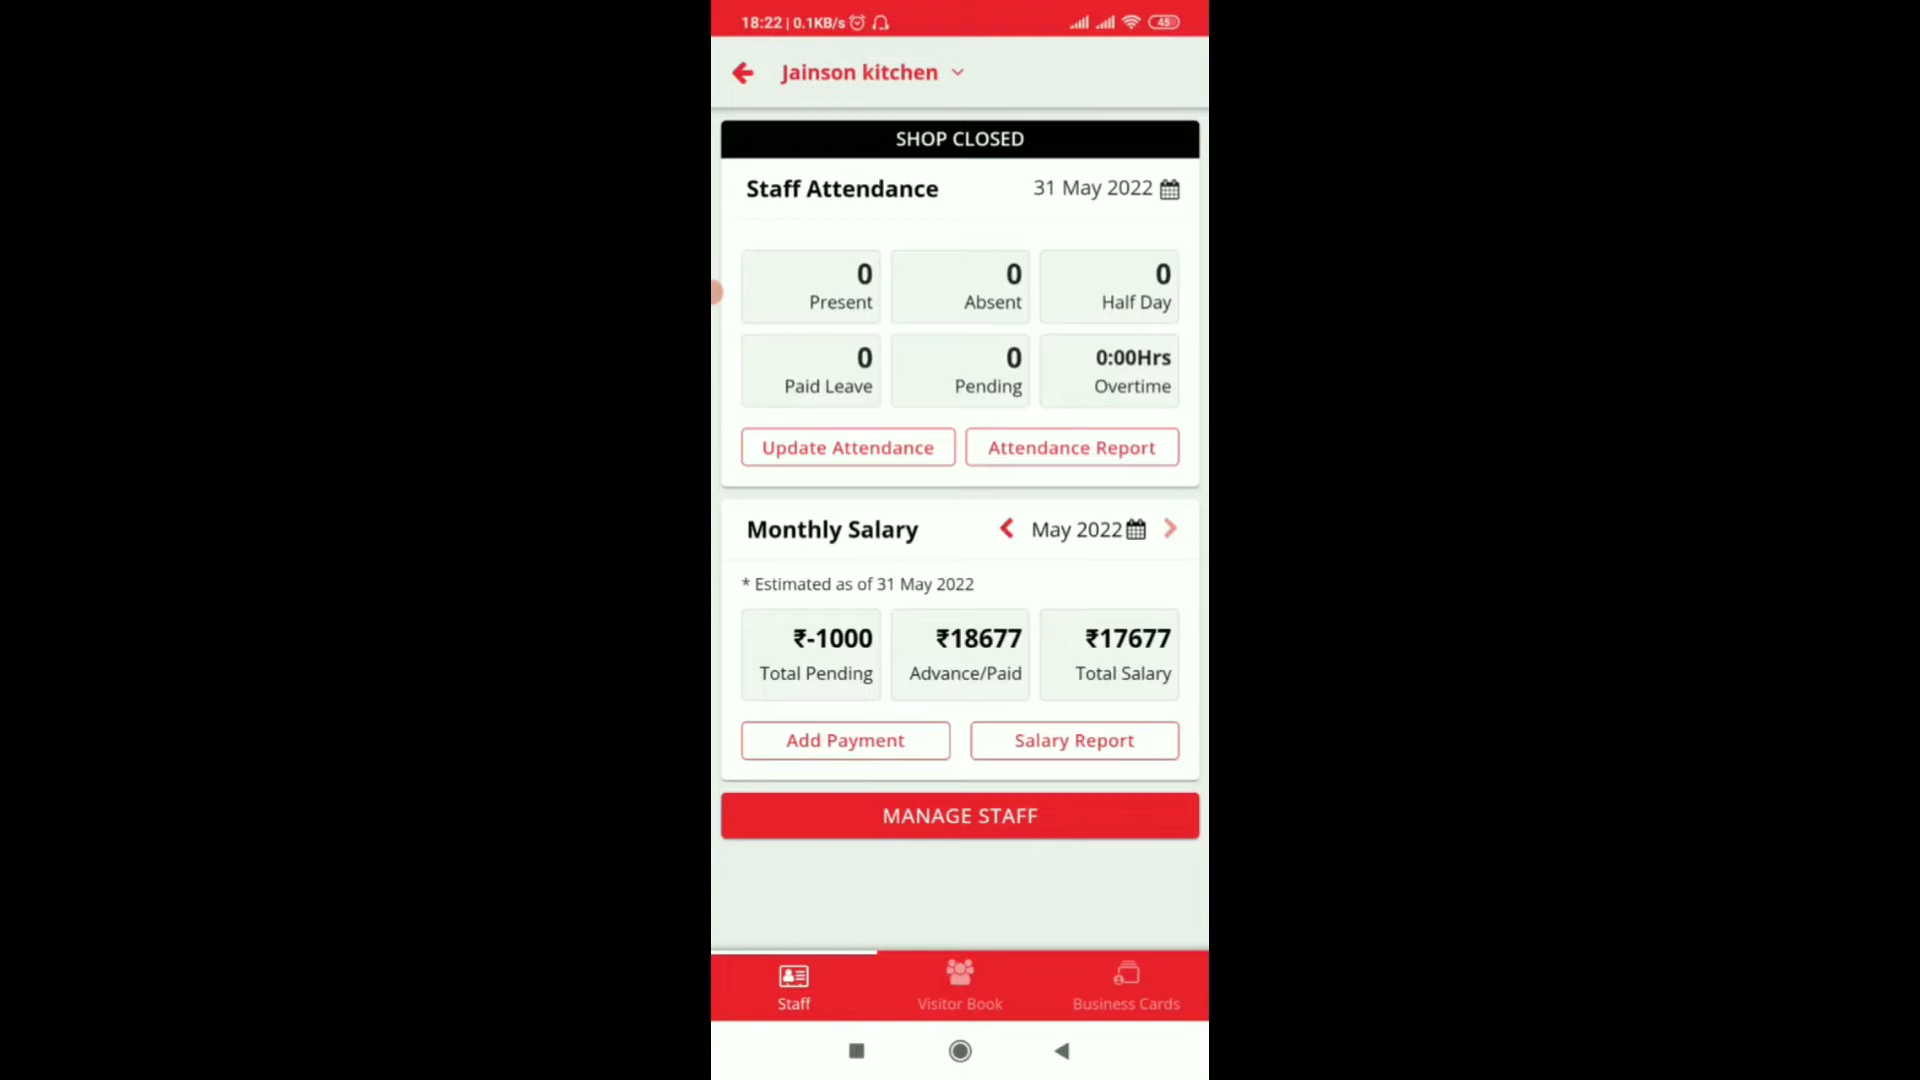 18:22 | 0.1KB/s 45
Jainson kitchen
SHOP CLOSED
Staff Attendance 31 May 2022
0 0 0
Present Absent Half Day
0 0 0:00Hrs
Paid Leave Pending Overtime
Update Attendance Attendance Report
Monthly Salary May 2022
* Estimated as of 31 May 2022
₹-1000 ₹18677 ₹17677
Total Pending Advance/Paid Total Salary
Add Payment Salary Report
MANAGE STAFF
Staff Visitor Book Business Cards